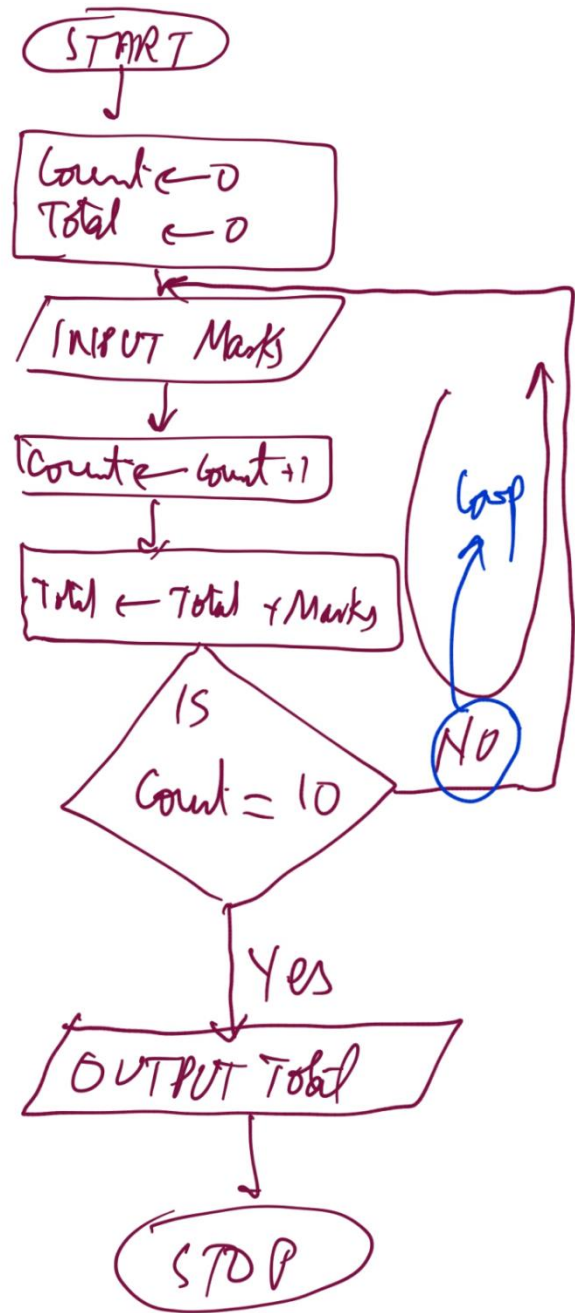 START
Count ← 0
Total ← 0
INPUT Marks
Count ← Count + 1
Total ← Total + Marks
Loop
IS
Count = 10
NO
Yes
OUTPUT Total
STOP